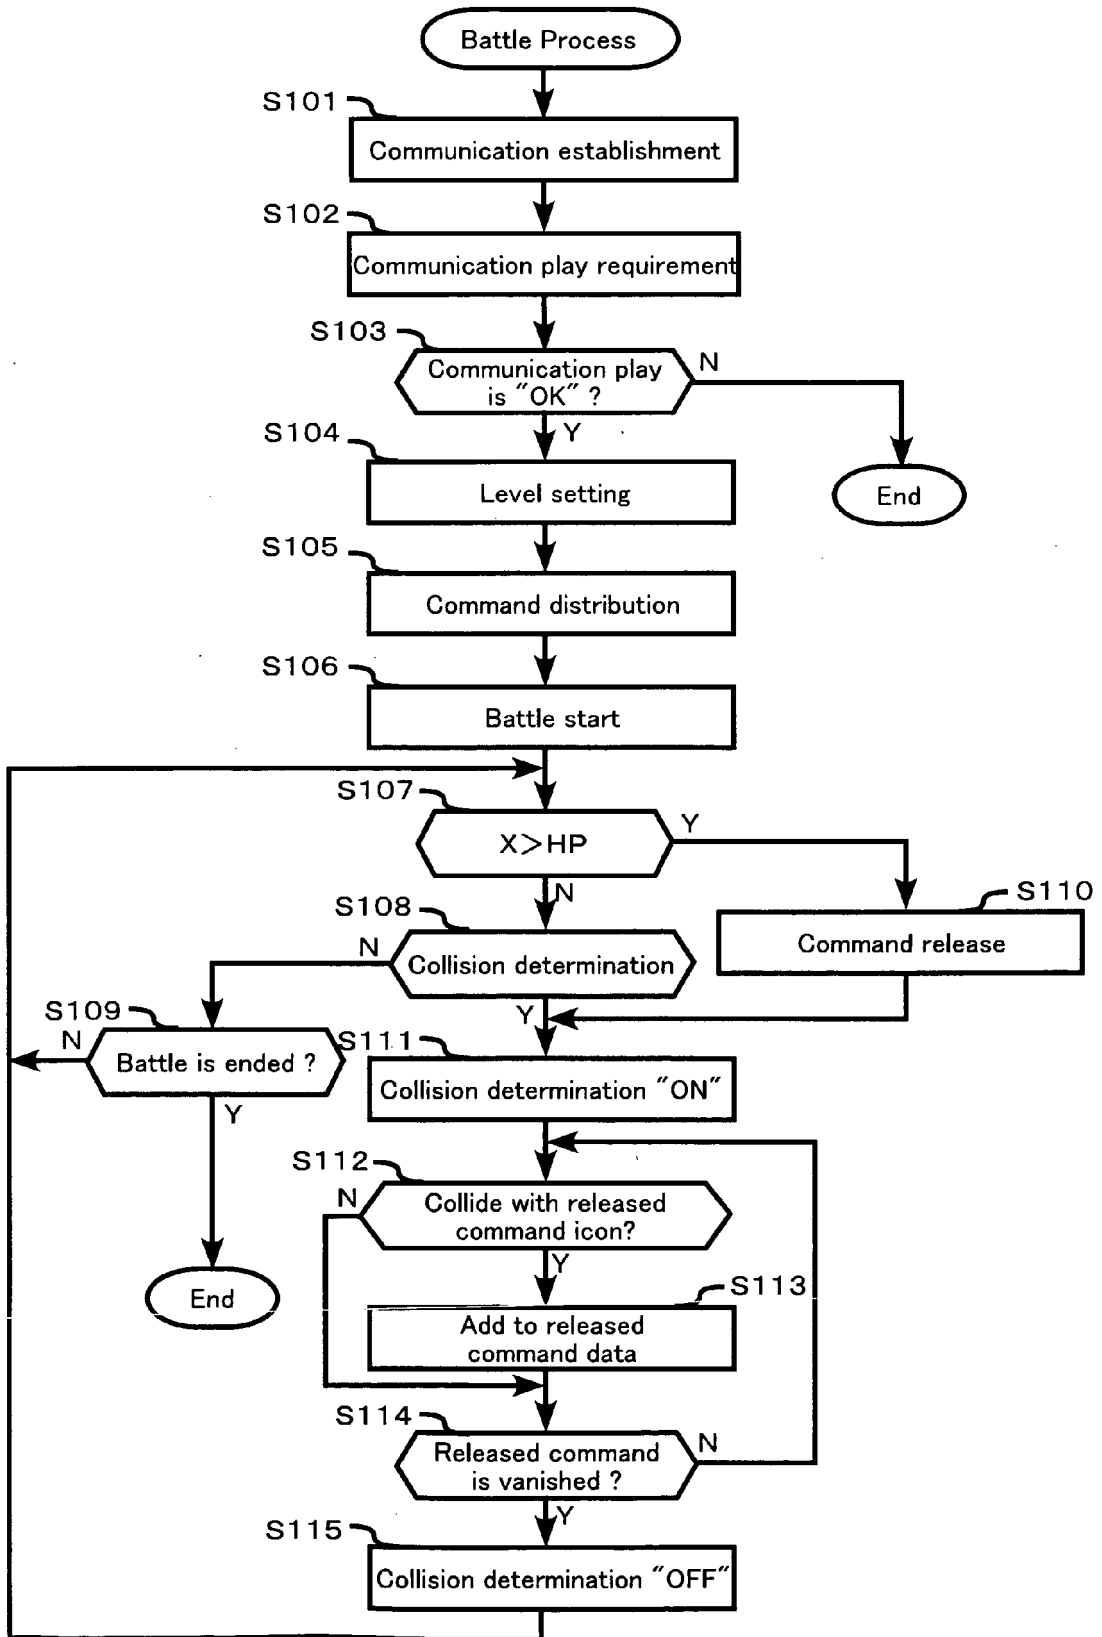 Battle Process
S101
Communication establishment
S102
Communication play requirement
S103
Communication play
is "OK" ?
N
Y
S104
Level setting
End
S105
Command distribution
S106
Battle start
S107
X>HP
Y
N
S108
Collision determination
N
Y
S110
Command release
S109
Battle is ended ?
N
Y
S111
Collision determination "ON"
S112
Collide with released
command icon?
N
Y
End
S113
Add to released
command data
S114
Released command
is vanished ?
N
Y
S115
Collision determination "OFF"